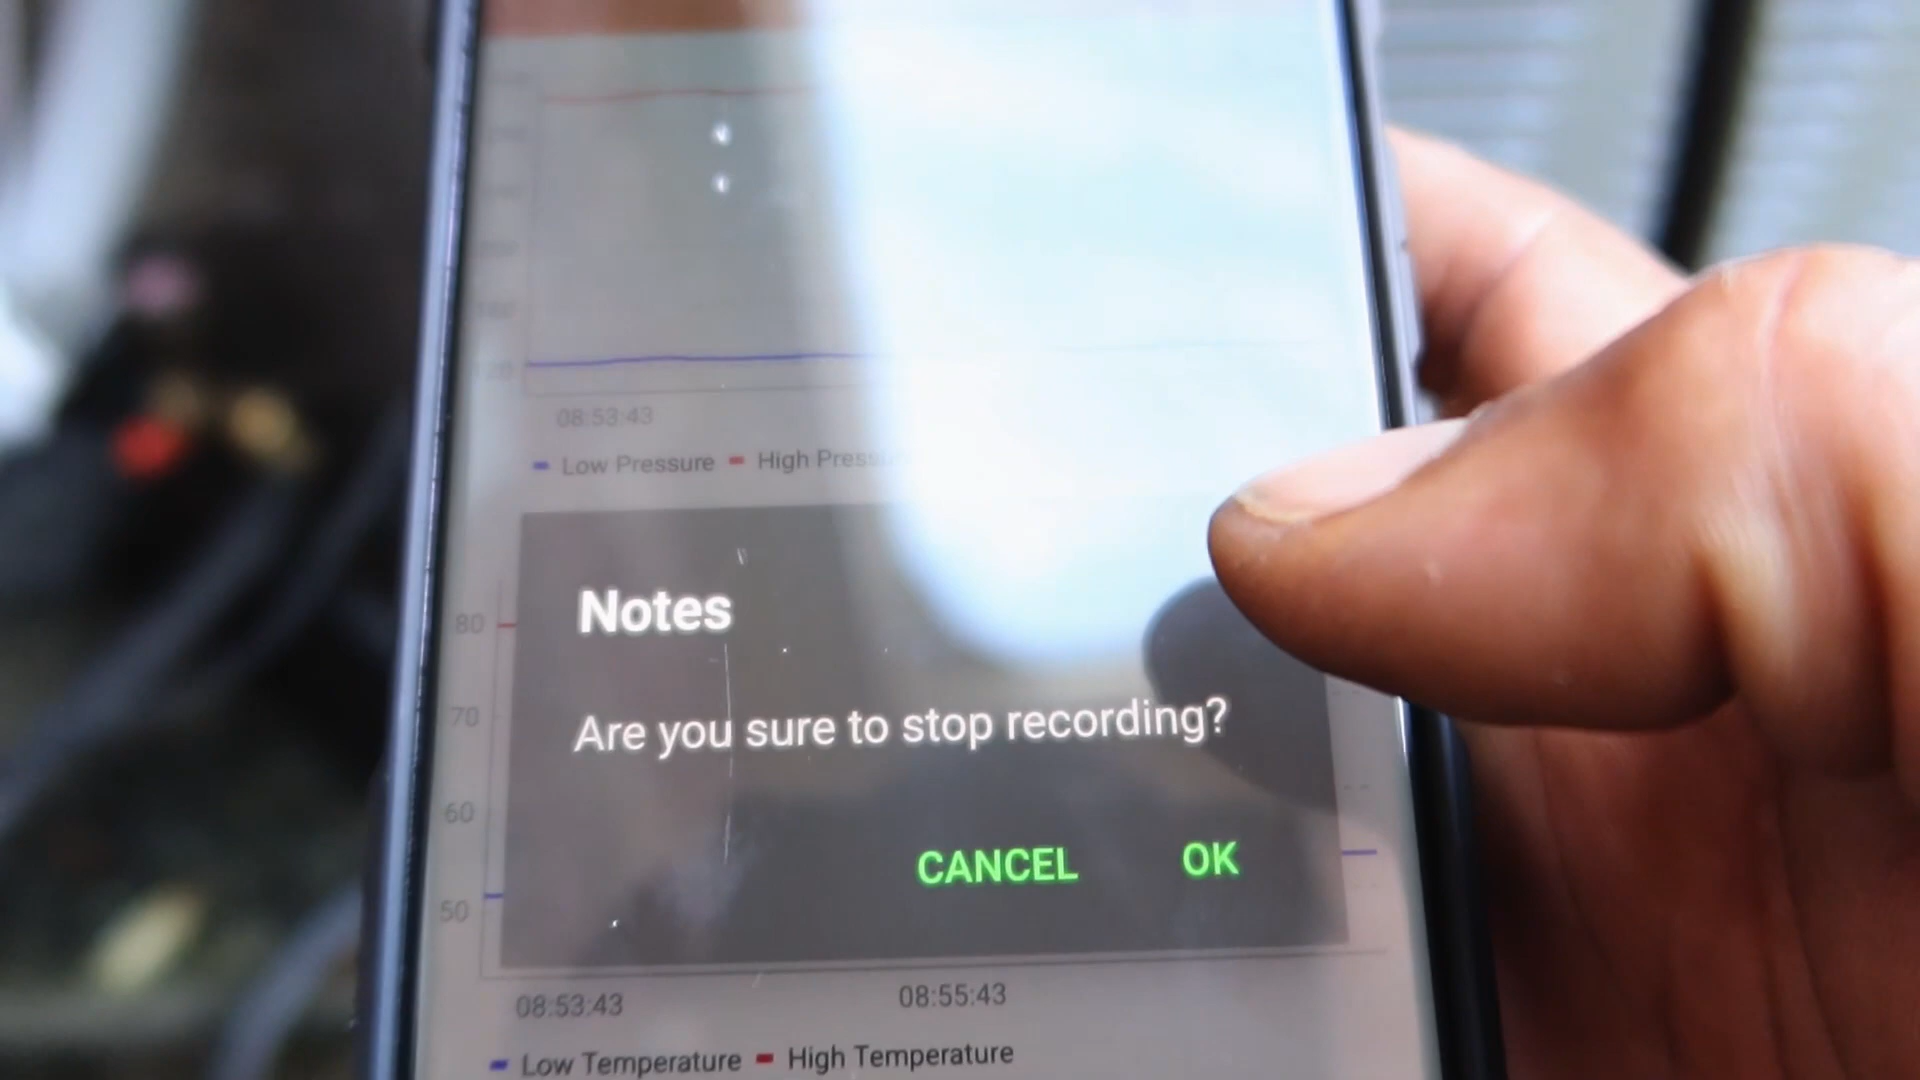 08:53:43
Low Pressure
High Pressu
Notes
80
Are you sure to stop recording?
70
60
CANCEL
OK
50
08:53:43
08:55:43
Low Temperature
High Temperature